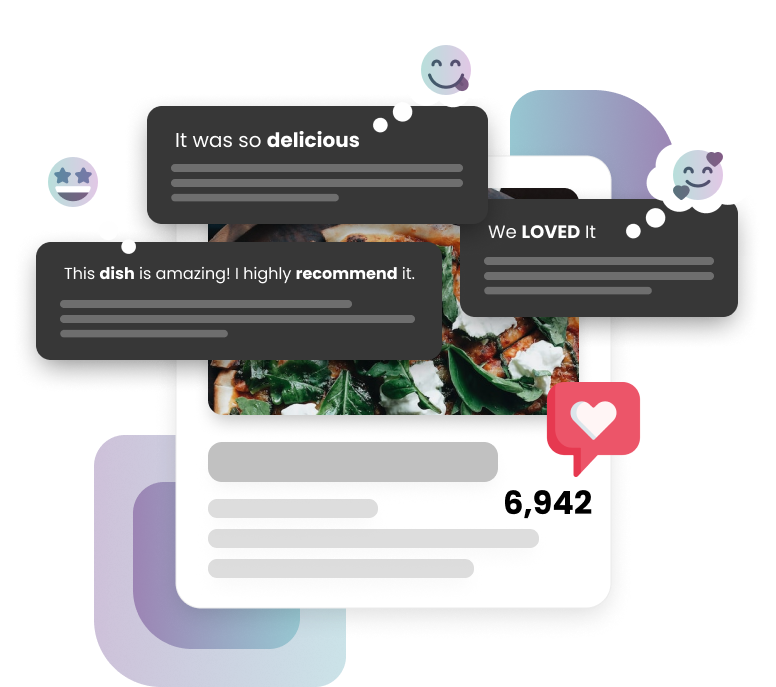 It was so delicious
We LOVED It
This dish is amazing! I highly recommend it.
6,942